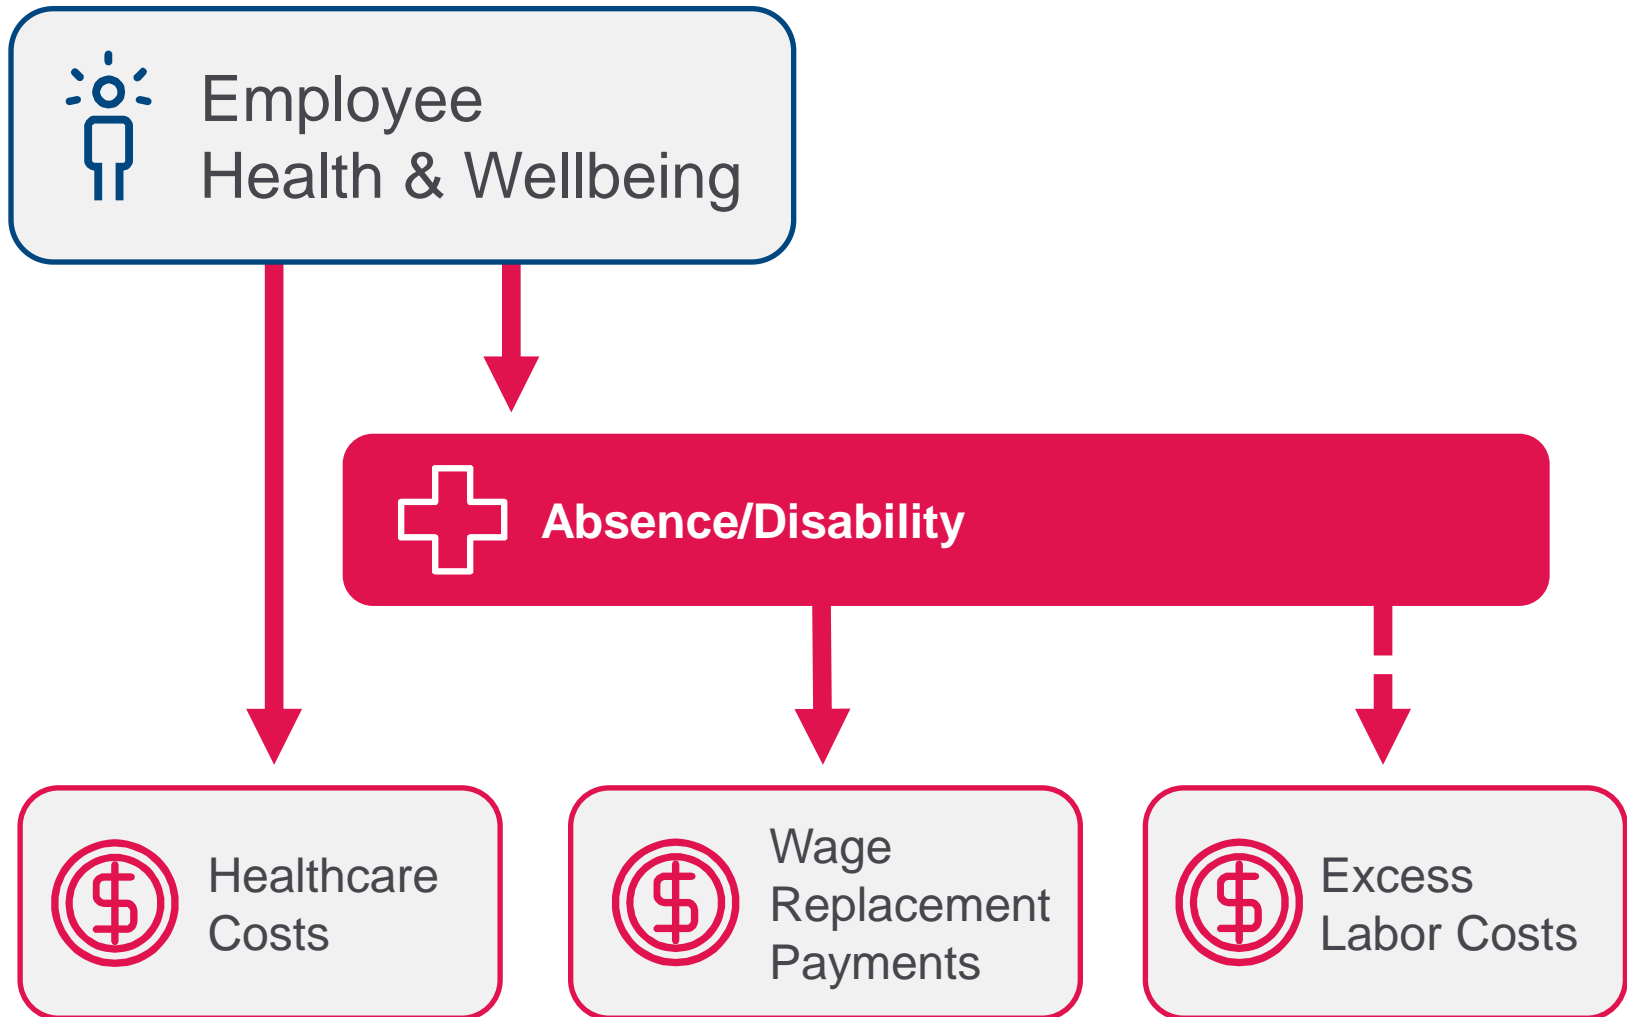 Employee
Health & Wellbeing
Absence/Disability
Healthcare
Costs
Wage
Replacement
Payments
Excess
Labor Costs